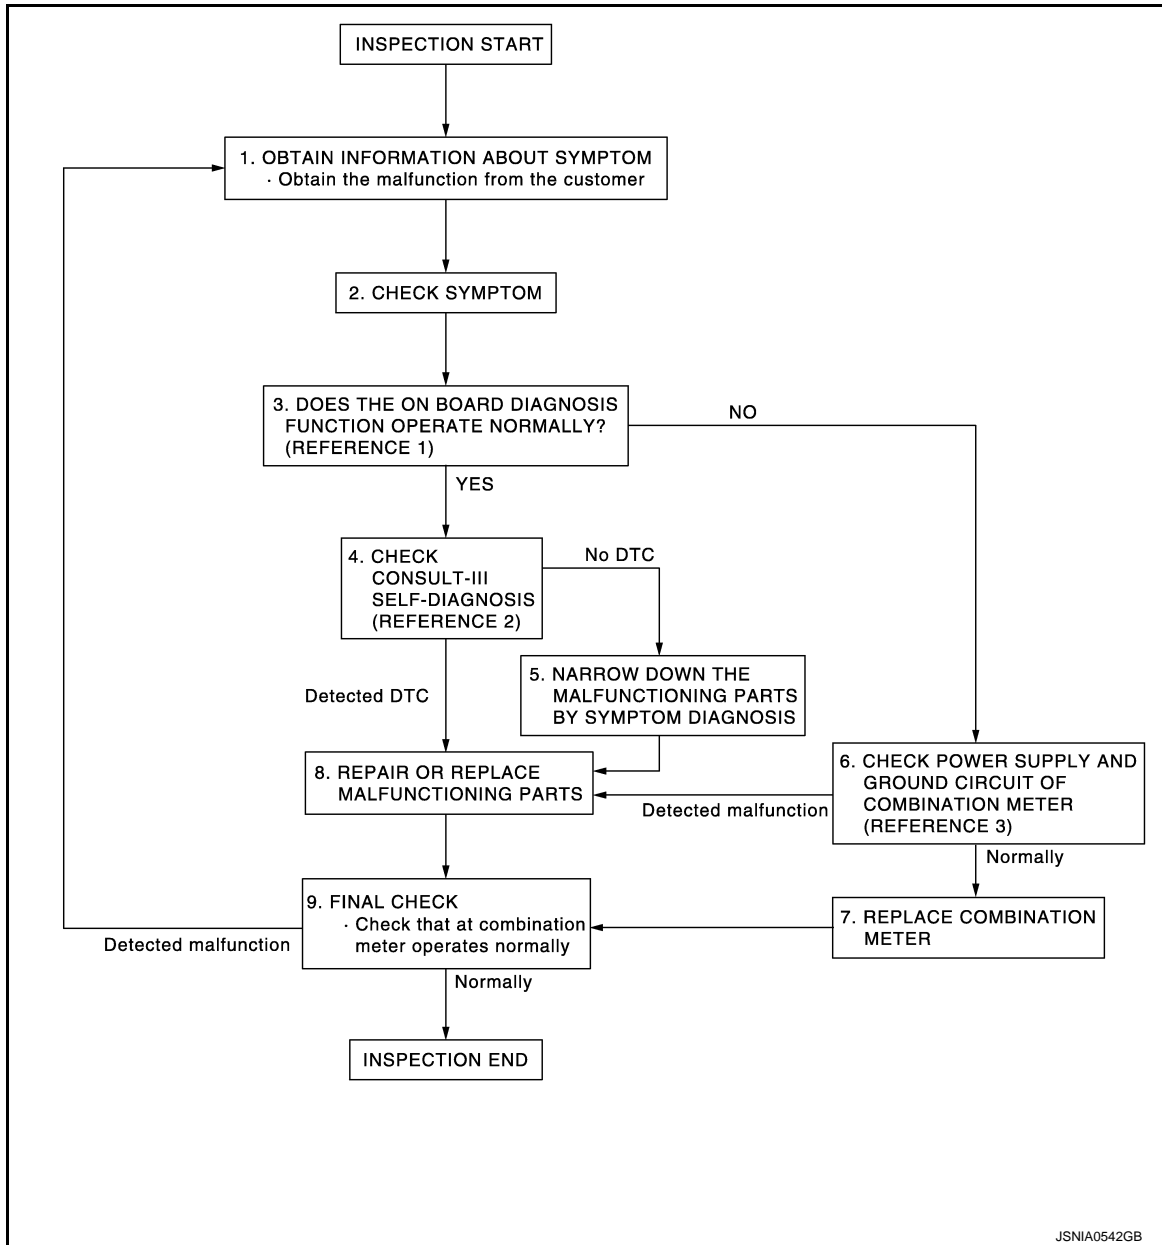 INSPECTION START
1. OBTAIN INFORMATION ABOUT SYMPTOM
· Obtain the malfunction from the customer
2. CHECK SYMPTOM
3. DOES THE ON BOARD DIAGNOSIS
FUNCTION OPERATE NORMALLY?
(REFERENCE 1)
NO
YES
4. CHECK
CONSULT-III
SELF-DIAGNOSIS
(REFERENCE 2)
No DTC
Detected DTC
5. NARROW DOWN THE
MALFUNCTIONING PARTS
BY SYMPTOM DIAGNOSIS
6. CHECK POWER SUPPLY AND
GROUND CIRCUIT OF
COMBINATION METER
(REFERENCE 3)
8. REPAIR OR REPLACE
MALFUNCTIONING PARTS
Detected malfunction
Normally
7. REPLACE COMBINATION
METER
9. FINAL CHECK
· Check that at combination
meter operates normally
Detected malfunction
Normally
INSPECTION END
JSNIA0542GB